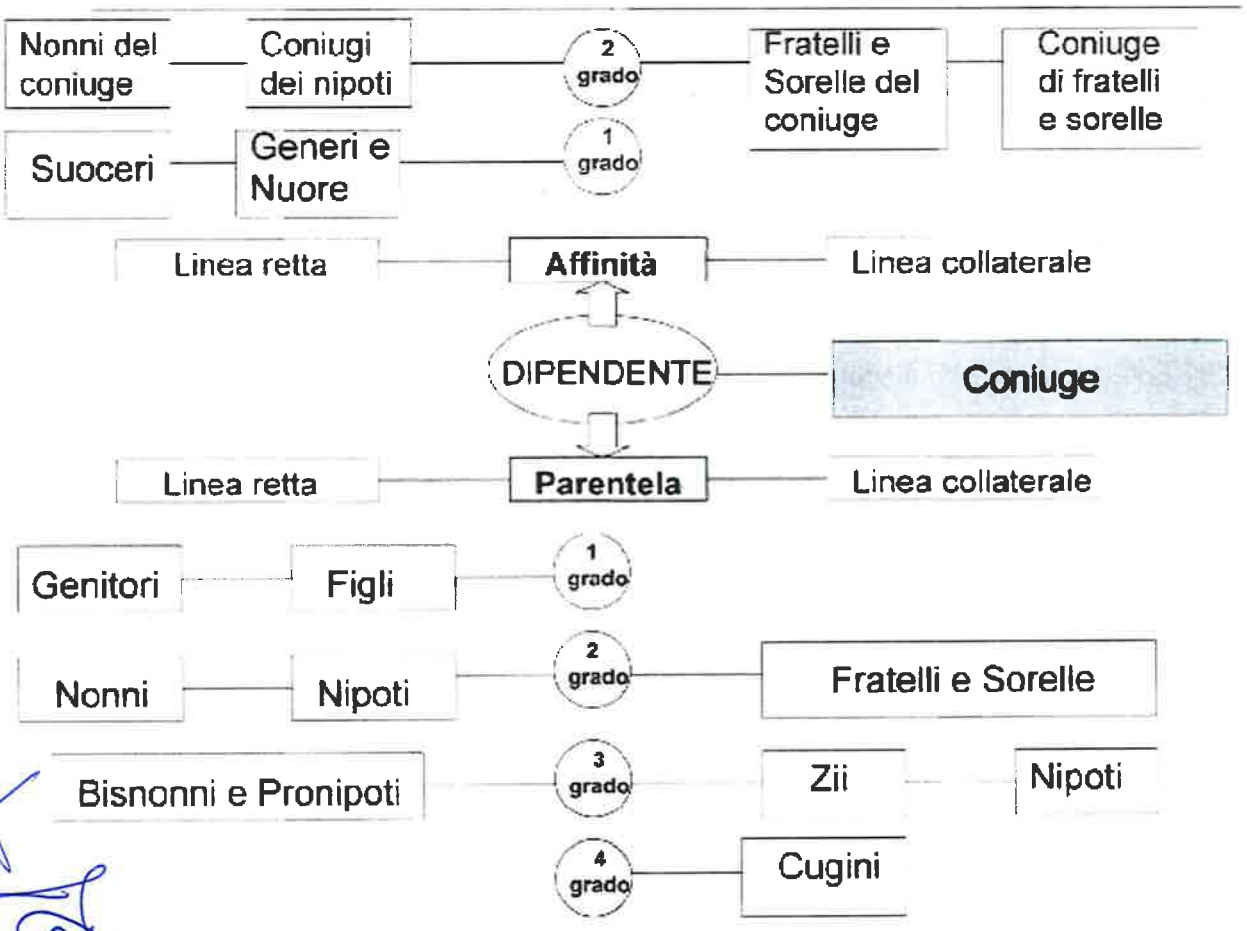 Nonni del
coniuge
Coniugi
dei nipoti
2
grado
Fratelli e
Sorelle del
coniuge
Coniuge
di fratelli
e sorelle
Suoceri
Generi e
Nuore
1
grado
Linea retta
Affinità
Linea collaterale
DIPENDENTE
Coniuge
Linea retta
Parentela
Linea collaterale
Genitori
Figli
1
grado
Nonni
Nipoti
2
grado
Fratelli e Sorelle
Bisnonni e Pronipoti
3
grado
Zii
Nipoti
4
grado
Cugini